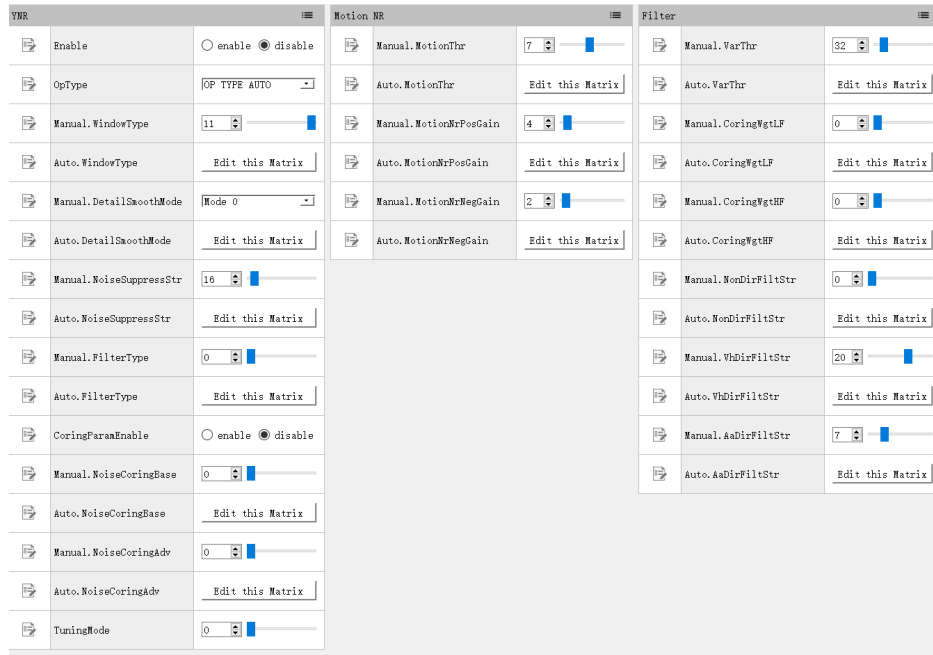 YNR
Enable enable disable
OpType OP TYPE AUTO
Manual.WindowType 11
Auto.WindowType Edit this Matrix
Manual.DetailSmoothMode Mode 0
Auto.DetailSmoothMode Edit this Matrix
Manual.NoiseSuppressStr 16
Auto.NoiseSuppressStr Edit this Matrix
Manual.FilterType 0
Auto.FilterType Edit this Matrix
CoringParamEnable enable disable
Manual.NoiseCoringBase 0
Auto.NoiseCoringBase Edit this Matrix
Manual.NoiseCoringAdv 0
Auto.NoiseCoringAdv Edit this Matrix
TuningMode 0
Motion NR
Manual.MotionThr 7
Auto.MotionThr Edit this Matrix
Manual.MotionNrPosGain 4
Auto.MotionNrPosGain Edit this Matrix
Manual.MotionNrNegGain 2
Auto.MotionNrNegGain Edit this Matrix
Filter
Manual.VarThr 32
Auto.VarThr Edit this Matrix
Manual.CoringWgtLF 0
Auto.CoringWgtLF Edit this Matrix
Manual.CoringWgtHF 0
Auto.CoringWgtHF Edit this Matrix
Manual.NonDirFiltStr 0
Auto.NonDirFiltStr Edit this Matrix
Manual.VhDirFiltStr 20
Auto.VhDirFiltStr Edit this Matrix
Manual.AaDirFiltStr 7
Auto.AaDirFiltStr Edit this Matrix